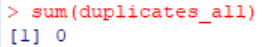 > sum(duplicates_all)
[1] 0